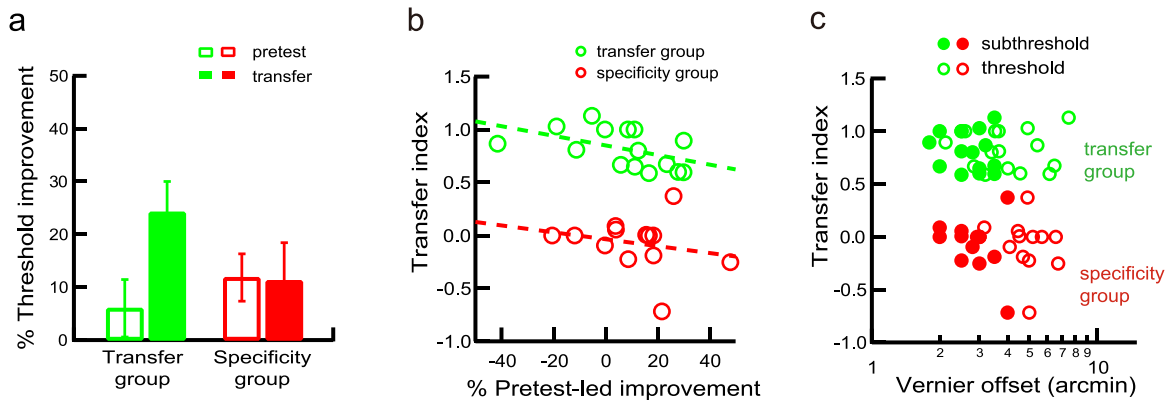 a
pretest
transfer
% Threshold improvement
50
40
30
20
10
0
Transfer group
Specificity group
b
transfer group
specificity group
Transfer index
1.5
1.0
0.5
0.0
-0.5
-1.0
-40 -20 0 20 40
% Pretest-led improvement
c
subthreshold
threshold
Transfer index
1.5
1.0
0.5
0.0
-0.5
-1.0
transfer
group
specificity
group
2 3 4 5 6 7 8 9
1 10
Vernier offset (arcmin)